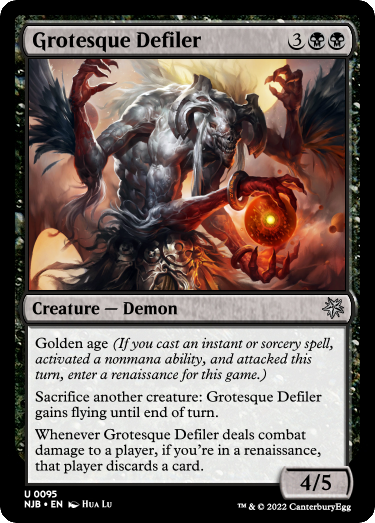 Grotesque Defiler 3
Creature — Demon
Golden age (If you cast an instant or sorcery spell,
activated a nonmana ability, and attacked this
turn, enter a renaissance for this game.)
Sacrifice another creature: Grotesque Defiler
gains flying until end of turn.
Whenever Grotesque Defiler deals combat
damage to a player, if you're in a renaissance,
that player discards a card.
4/5
U 0095
NJB • EN Hua Lu
™ & © 2022 CanterburyEgg